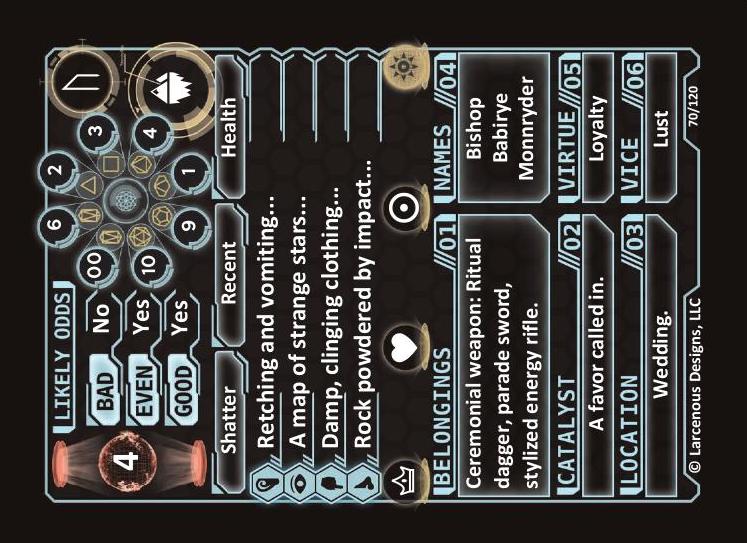 4
LIKELY ODDS
BAD No
EVEN Yes
GOOD Yes
6 2
00 3
10 4
9 1
Shatter Recent Health
Retching and vomiting...
A map of strange stars...
Damp, clinging clothing...
Rock powdered by impact...
BELONGINGS //01
Ceremonial weapon: Ritual
dagger, parade sword,
stylized energy rifle.
NAMES //04
Bishop
Babirye
Monnryder
CATALYST //02
A favor called in.
VIRTUE //05
Loyalty
LOCATION //03
Wedding.
VICE //06
Lust
© Larcenous Designs, LLC
70/120